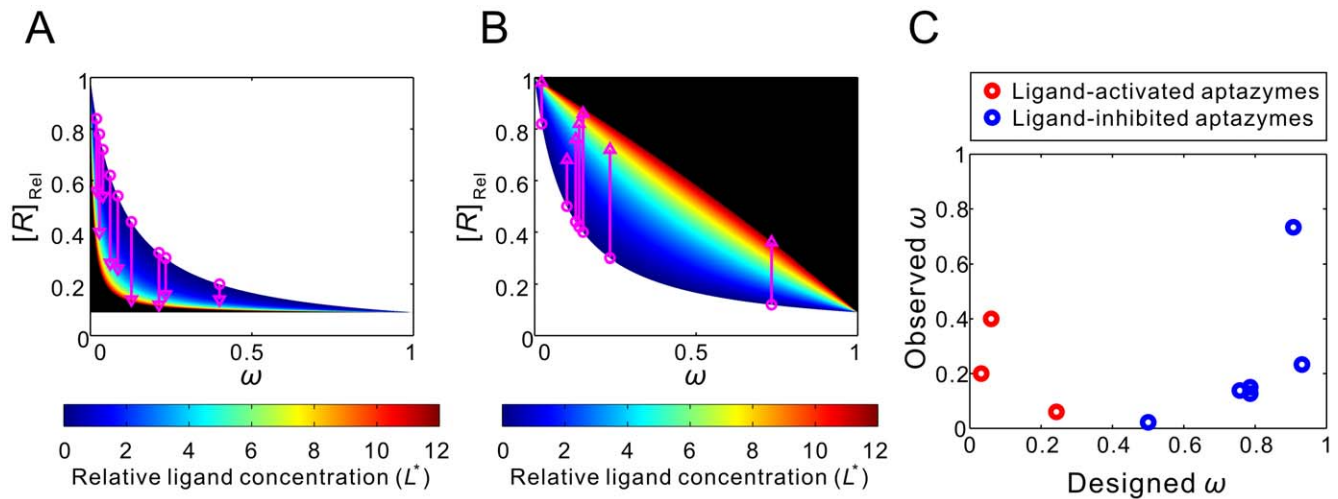 A
B
C
[R]Rel
1
0.8
0.6
0.4
0.2
0
0
0.5
1
ω
0 2 4 6 8 10 12
Relative ligand concentration (L*)
[R]Rel
1
0.8
0.6
0.4
0.2
0
0
0.5
1
ω
0 2 4 6 8 10 12
Relative ligand concentration (L*)
Ligand-activated aptazymes
Ligand-inhibited aptazymes
Observed ω
1
0.8
0.6
0.4
0.2
0
0 0.2 0.4 0.6 0.8 1
Designed ω